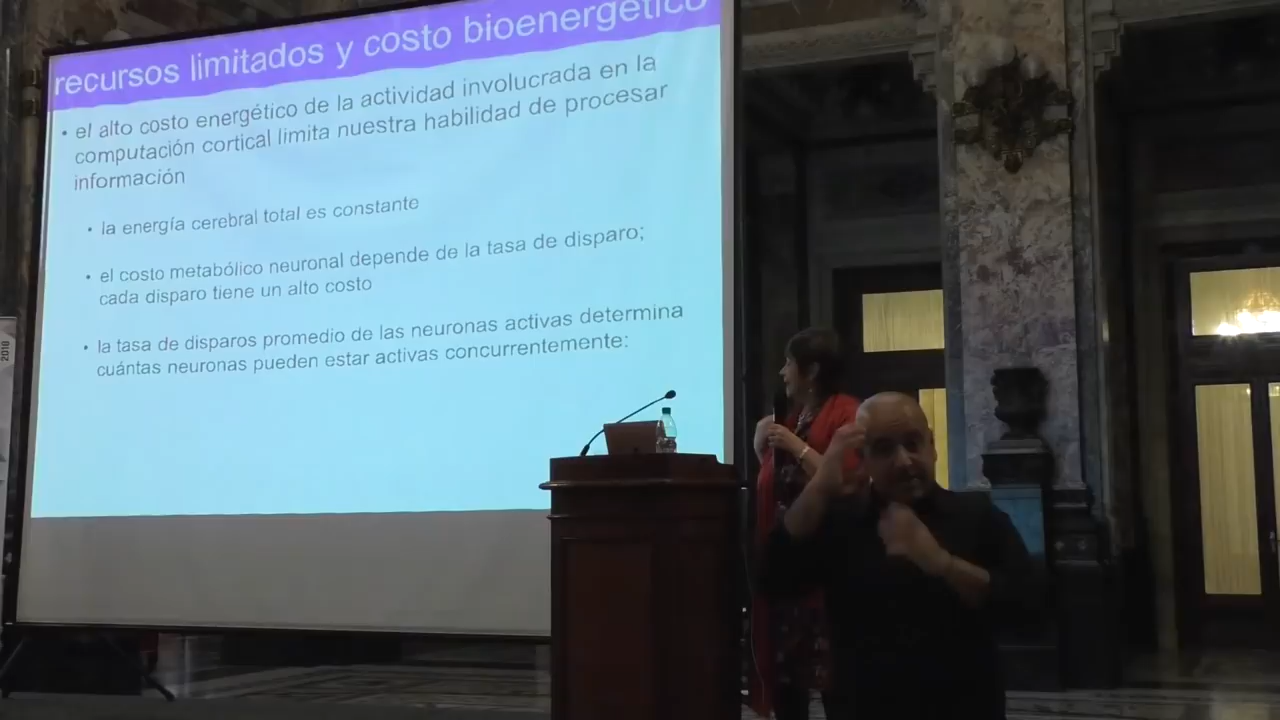 recursos limitados y costo bioenergético
• el alto costo energético de la actividad involucrada en la
computación cortical limita nuestra habilidad de procesar
información
• la energía cerebral total es constante
• el costo metabólico neuronal depende de la tasa de disparo;
cada disparo tiene un alto costo
• la tasa de disparos promedio de las neuronas activas determina
cuántas neuronas pueden estar activas concurrentemente:
2018